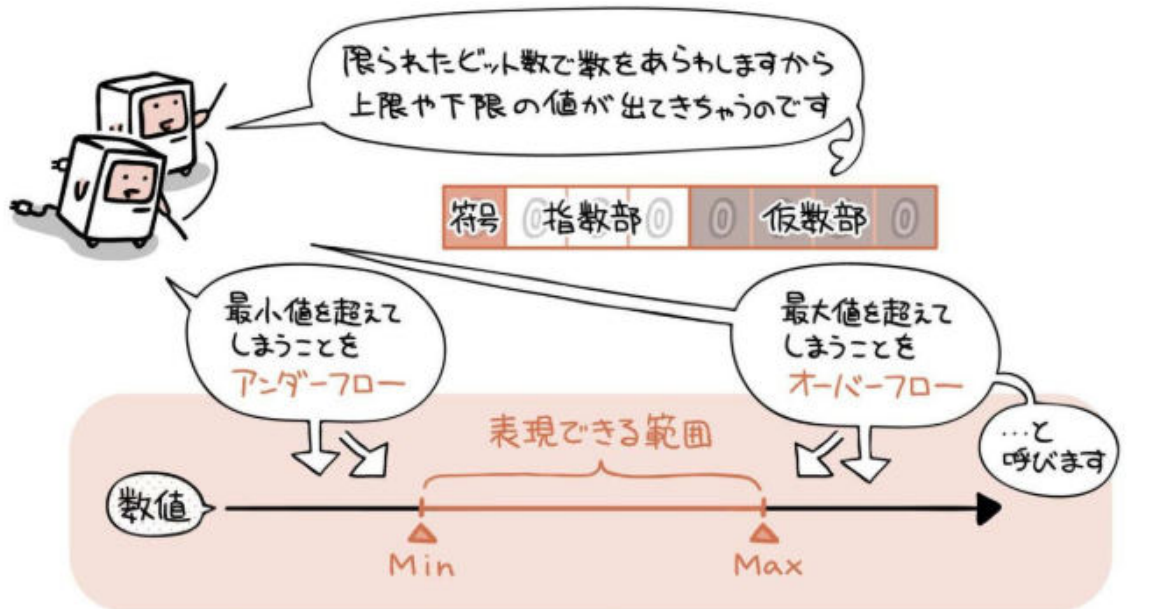 限られたビット数で数をあらわしますから
上限や下限の値が出てきちゃうのです
符号 0 指数部 0 0 仮数部 0
最小値を超えて
しまうことを
アンダーフロー
最大値を超えて
しまうことを
オーバーフロー
…と
呼びます
表現できる範囲
数値
Min
Max